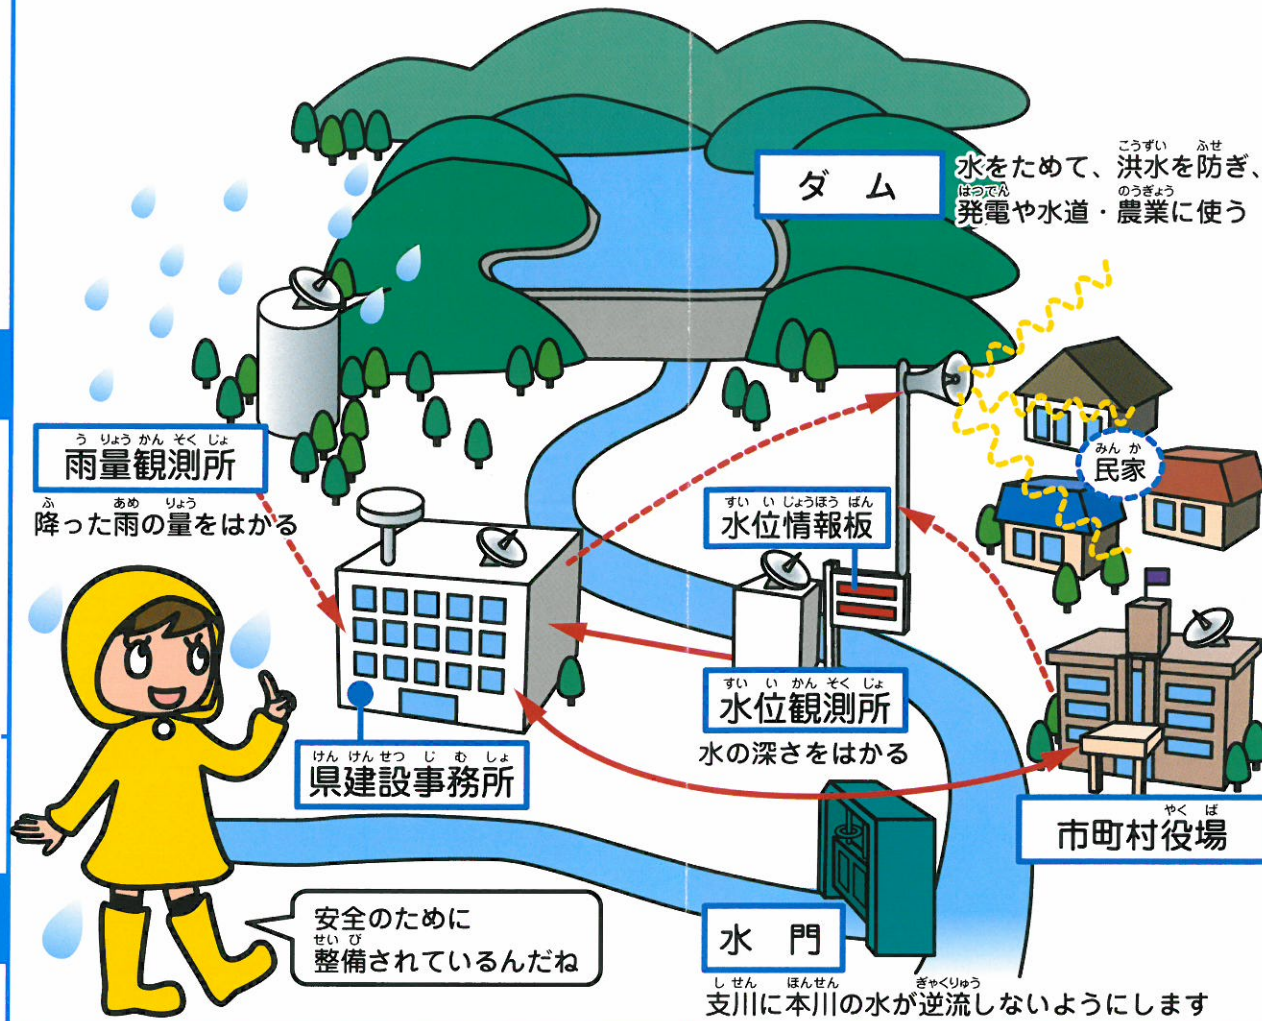 ダム
水をためて、洪水を防ぎ、
発電や水道・農業に使う
雨量観測所
降った雨の量をはかる
民家
水位情報板
水位観測所
水の深さをはかる
県建設事務所
市町村役場
安全のために
整備されているんだね
水門
支川に本川の水が逆流しないようにします